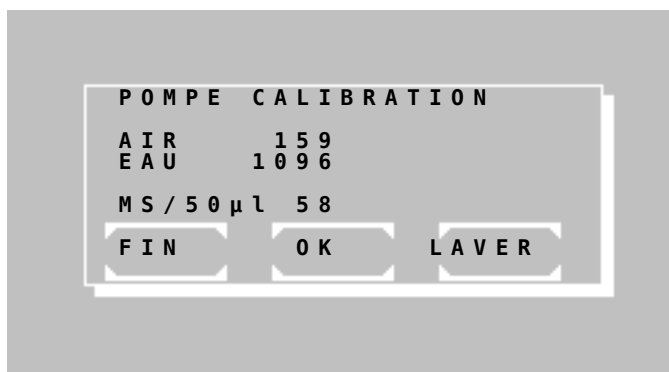 POMPE CALIBRATION
AIR 159
EAU 1096
MS/50µl 58
FIN OK LAVER